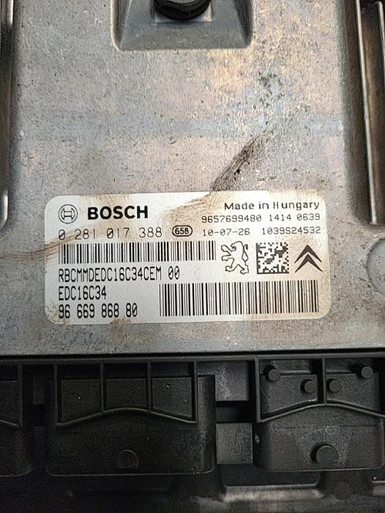 BOSCH
Made in Hungary
9657699480 1414 0639
0 281 017 388 658 10-07-26 1039S24532
RBCMMDEDC16C34CEM 00
EDC16C34
96 669 868 80